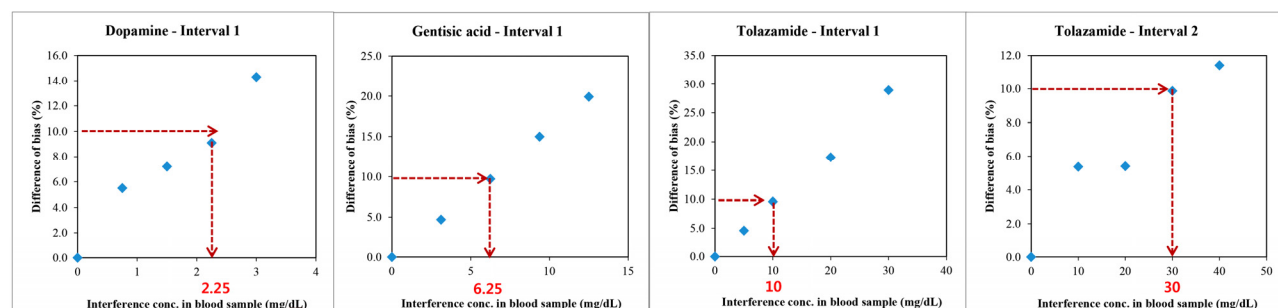 Dopamine - Interval 1
Difference of bias (%)
16.0
14.0
12.0
10.0
8.0
6.0
4.0
2.0
0.0
0 1 2 3 4
2.25
Interference conc. in blood sample (mg/dL)
Gentisic acid - Interval 1
Difference of bias (%)
25.0
20.0
15.0
10.0
5.0
0.0
0 5 10 15
6.25
Interference conc. in blood sample (mg/dL)
Tolazamide - Interval 1
Difference of bias (%)
35.0
30.0
25.0
20.0
15.0
10.0
5.0
0.0
0 10 20 30 40
10
Interference conc. in blood sample (mg/dL)
Tolazamide - Interval 2
Difference of bias (%)
12.0
10.0
8.0
6.0
4.0
2.0
0.0
0 10 20 30 40 50
30
Interference conc. in blood sample (mg/dL)